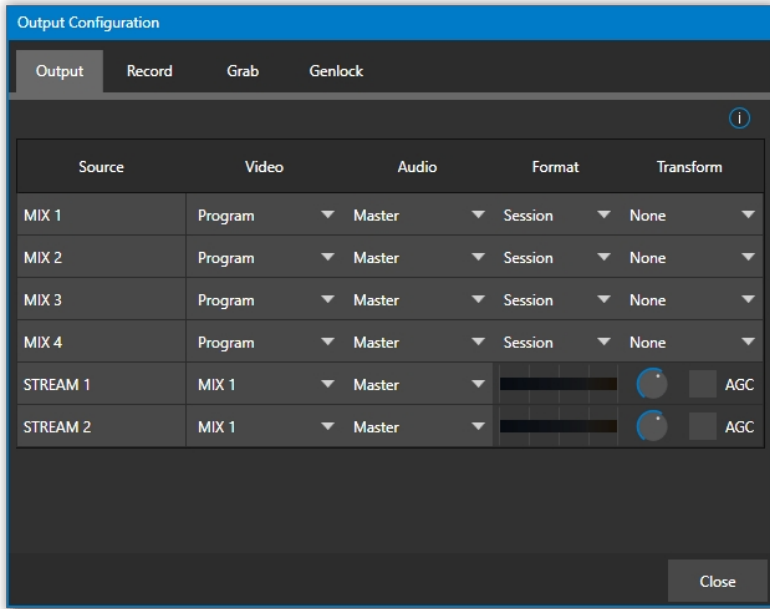 Output Configuration
Output Record Grab Genlock
i
Source Video Audio Format Transform
MIX 1 Program Master Session None
MIX 2 Program Master Session None
MIX 3 Program Master Session None
MIX 4 Program Master Session None
STREAM 1 MIX 1 Master AGC
STREAM 2 MIX 1 Master AGC
Close